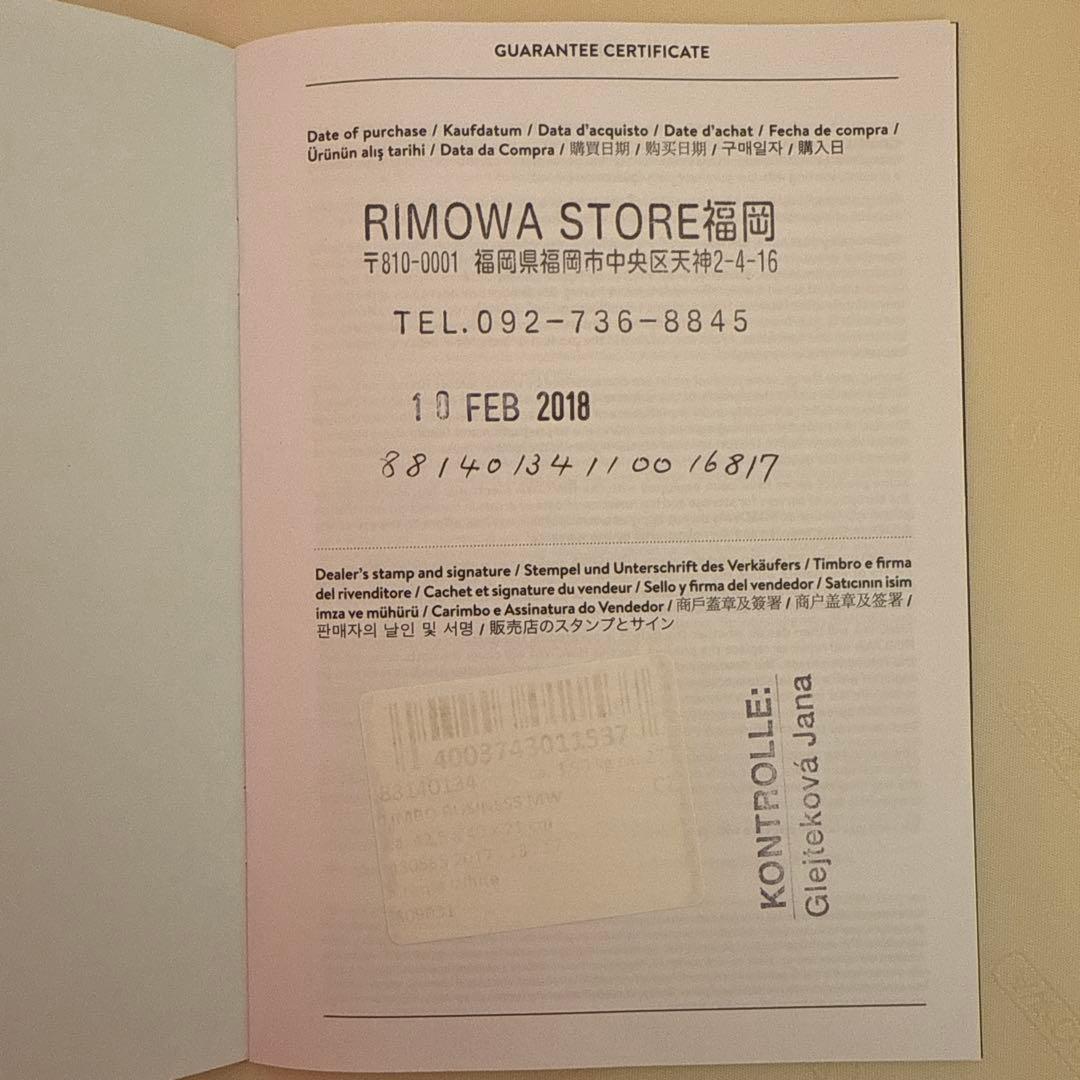 GUARANTEE CERTIFICATE
Date of purchase / Kaufdatum / Data d'acquisto / Date d'achat / Fecha de compra /
Ürünün alış tarihi / Data da Compra / 購買日期 / 购买日期 / 구매일자 / 購入日
RIMOWA STORE福岡
〒810-0001 福岡県福岡市中央区天神2-4-16
TEL.092-736-8845
10 FEB 2018
88140134110016817
Dealer's stamp and signature / Stempel und Unterschrift des Verkäufers / Timbro e firma
del rivenditore / Cachet et signature du vendeur / Sello y firma del vendedor / Satıcının isim
imza ve mühürü / Carimbo e Assinatura do Vendedor / 商戶蓋章及簽署 / 商户盖章及签署 /
판매자의 날인 및 서명 / 販売店のスタンプとサイン
4003743011537
BUSINESS MW
white
KONTROLLE:
Glejteková Jana